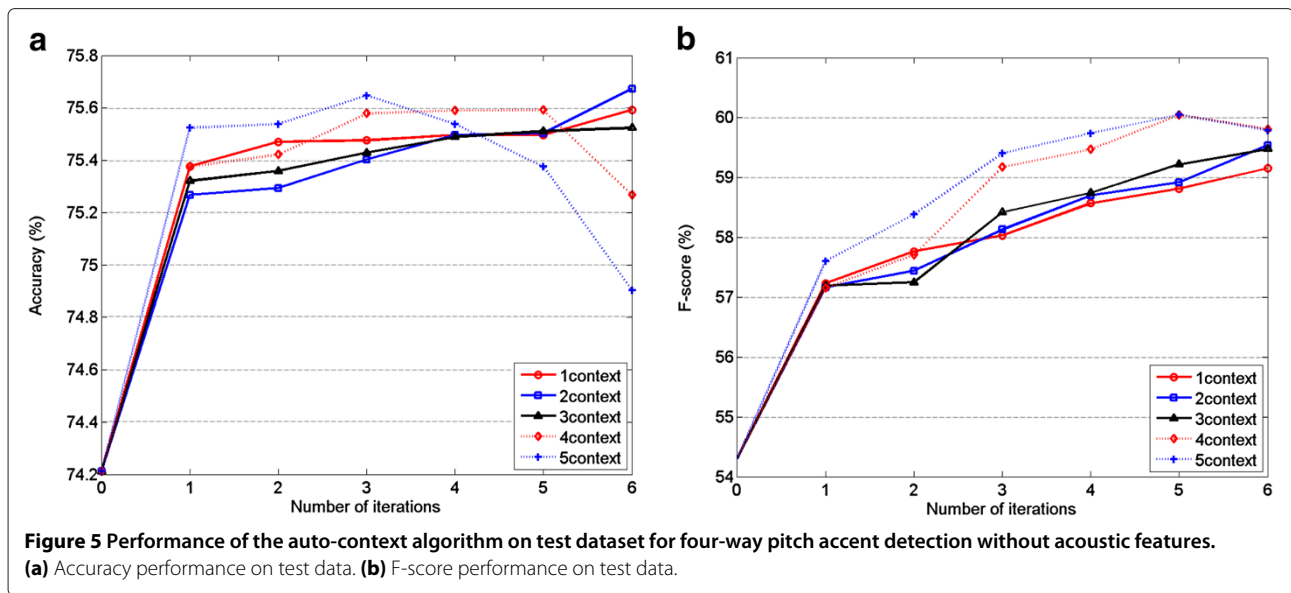 a
75.8
75.6
75.4
75.2
75
74.8
74.6
74.4
74.2
Accuracy (%)
0 1 2 3 4 5 6
Number of iterations
1context
2context
3context
4context
5context
b
61
60
59
58
57
56
55
54
F-score (%)
0 1 2 3 4 5 6
Number of iterations
1context
2context
3context
4context
5context
Figure 5 Performance of the auto-context algorithm on test dataset for four-way pitch accent detection without acoustic features.
(a) Accuracy performance on test data. (b) F-score performance on test data.